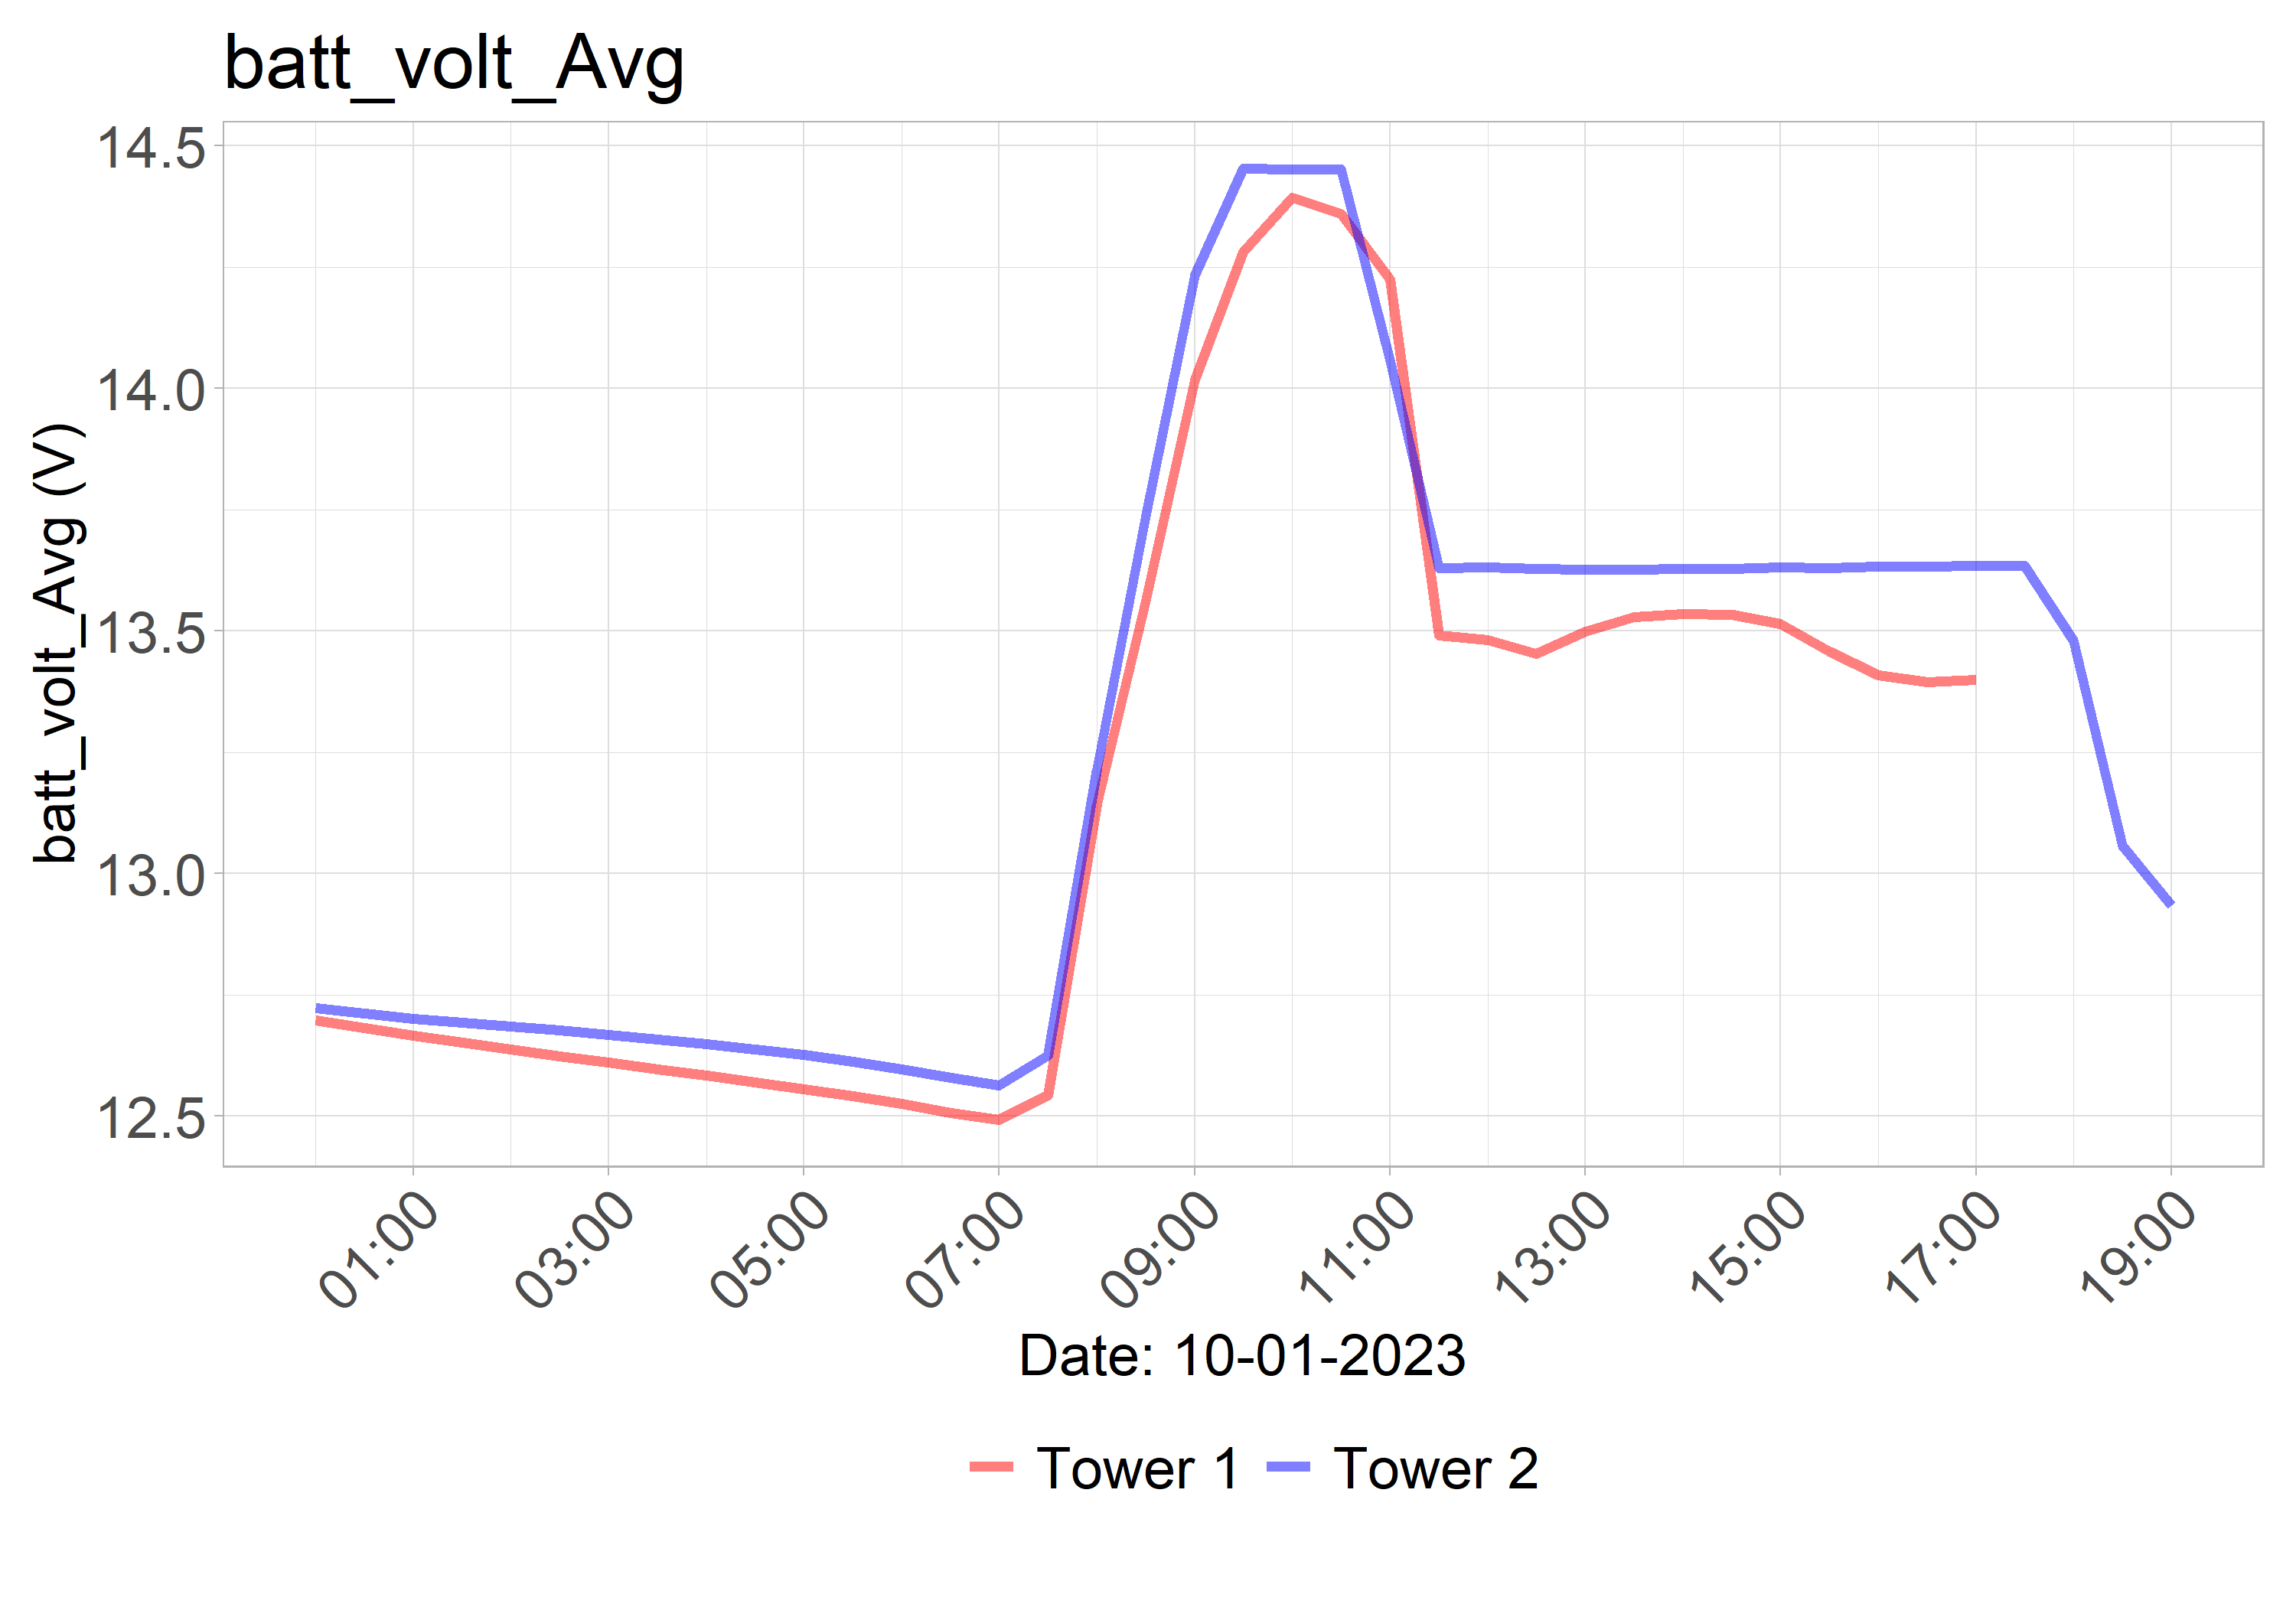 batt_volt_Avg
batt_volt_Avg (V)
14.5
14.0
13.5
13.0
12.5
01:00 03:00 05:00 07:00 09:00 11:00 13:00 15:00 17:00 19:00
Date: 10-01-2023
Tower 1 Tower 2